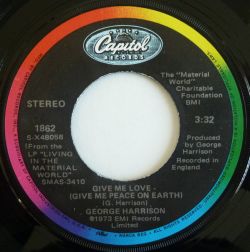 Capitol
RECORDS
STEREO
1862
S-X48056
(From the
LP "LIVING
IN THE
MATERIAL
WORLD"
SMAS-3410
The "Material
World"
Charitable
Foundation
BMI
3:32
Produced by
George
Harrison
Recorded in
England
GIVE ME LOVE -
(GIVE ME PEACE ON EARTH)
(G. Harrison)
GEORGE HARRISON
©1973 EMI Records
Limited